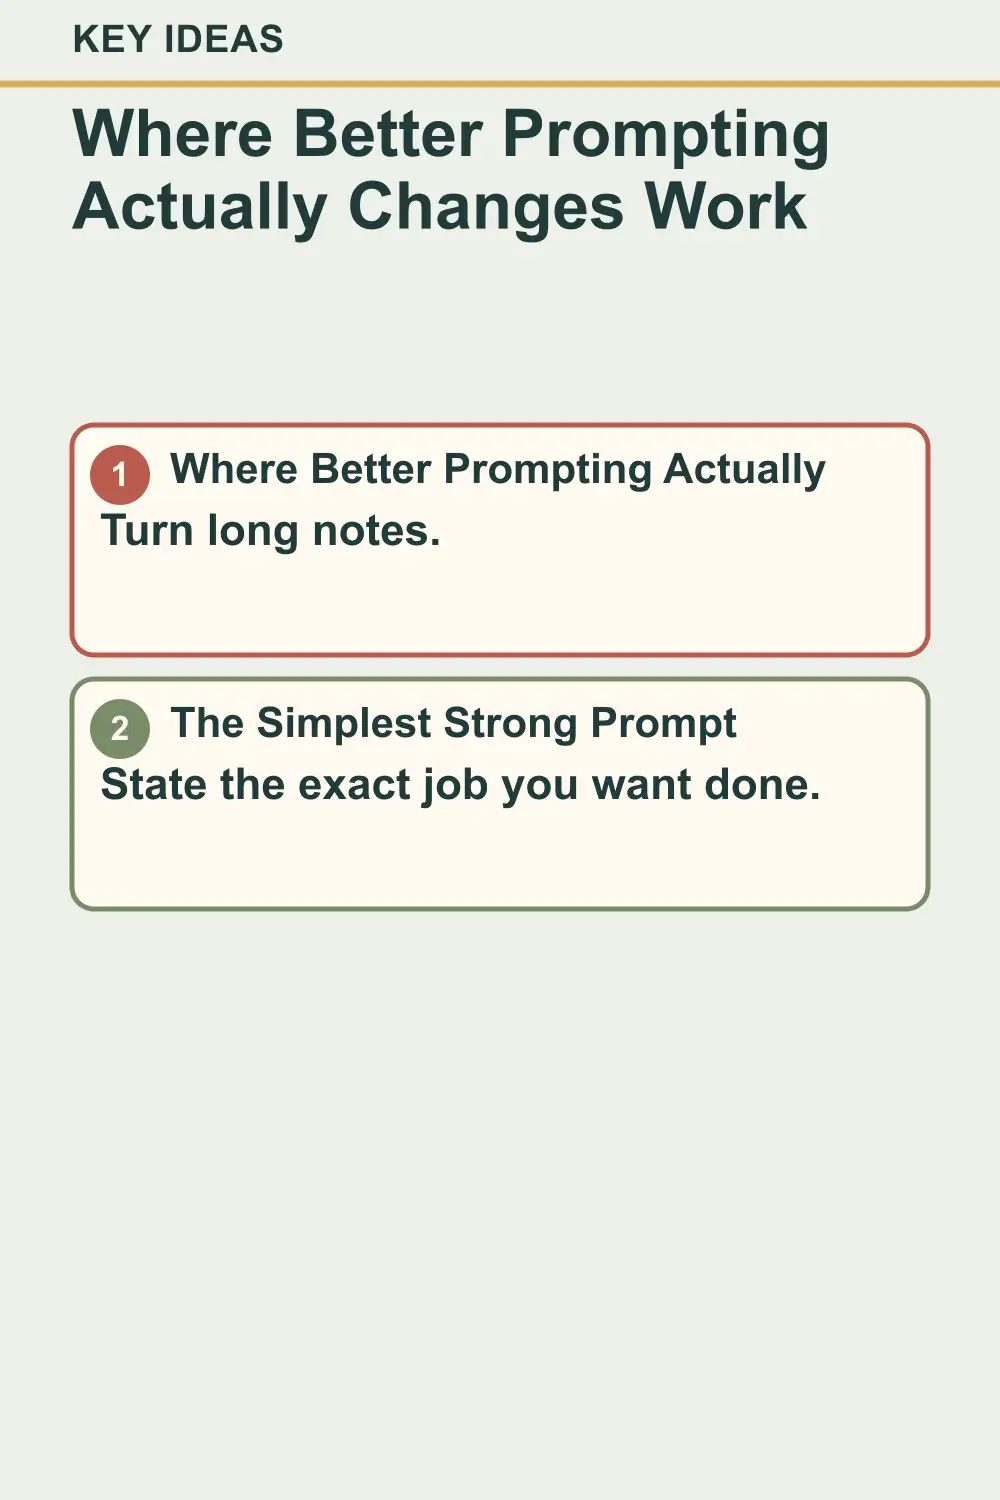 KEY IDEAS
Where Better Prompting
Actually Changes Work
1 Where Better Prompting Actually
Turn long notes.
2 The Simplest Strong Prompt
State the exact job you want done.